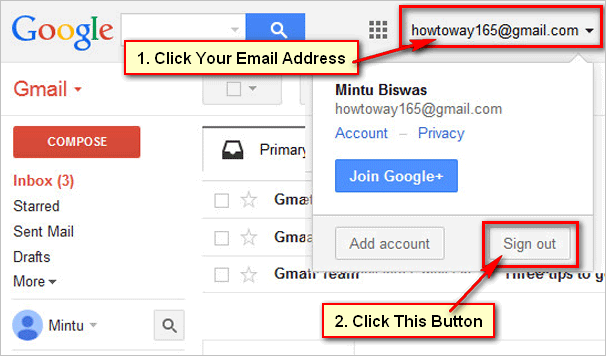 Google
howtoway165@gmail.com
1. Click Your Email Address
Gmail
Mintu Biswas
howtoway165@gmail.com
Account – Privacy
COMPOSE
Primary
Join Google+
Inbox (3)
Starred
Gmai
Sent Mail
Gmai
Add account
Sign out
Drafts
Gmail Team
Three tips to g
More
Mintu
2. Click This Button